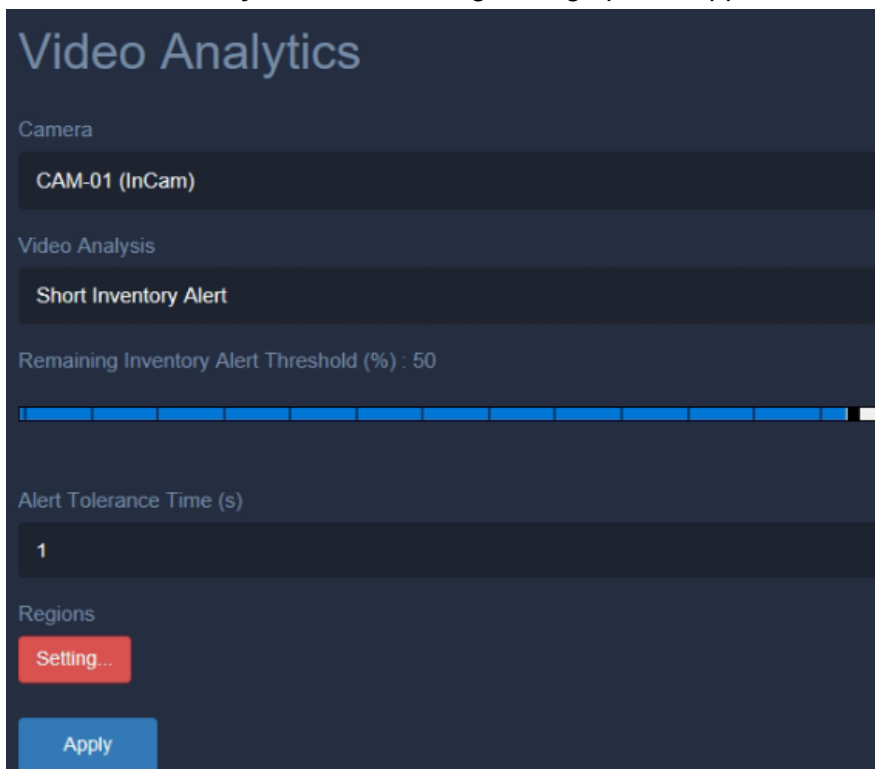 Video Analytics
Camera
CAM-01 (InCam)
Video Analysis
Short Inventory Alert
Remaining Inventory Alert Threshold (%) : 50
Alert Tolerance Time (s)
1
Regions
Setting...
Apply